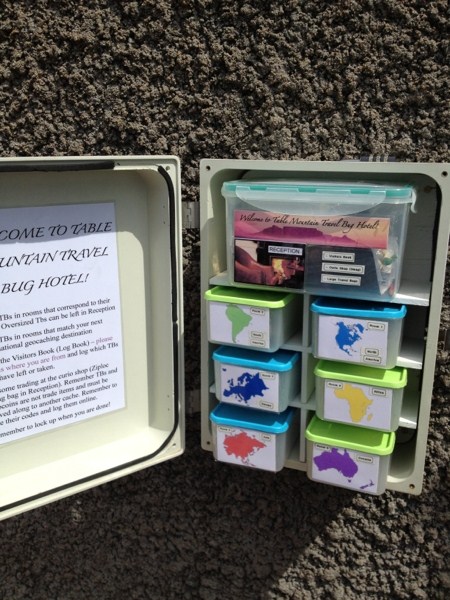 COME TO TABLE
UNTAIN TRAVEL
BUG HOTEL!
TBs in rooms that correspond to their
Oversized Tbs can be left in Reception
TBs in rooms that match your next
ational geocaching destination
the Visitors Book (Log Book) – please
s where you are from and log which TBs
have left or taken.
ome trading at the curio shop (Ziploc
g bag in Reception). Remember TBs and
eocoins are not trade items and must be
ved along to another cache. Remember to
e their codes and log them online.
member to lock up when you are done!
Welcome to Table Mountain Travel Bug Hotel!
RECEPTION